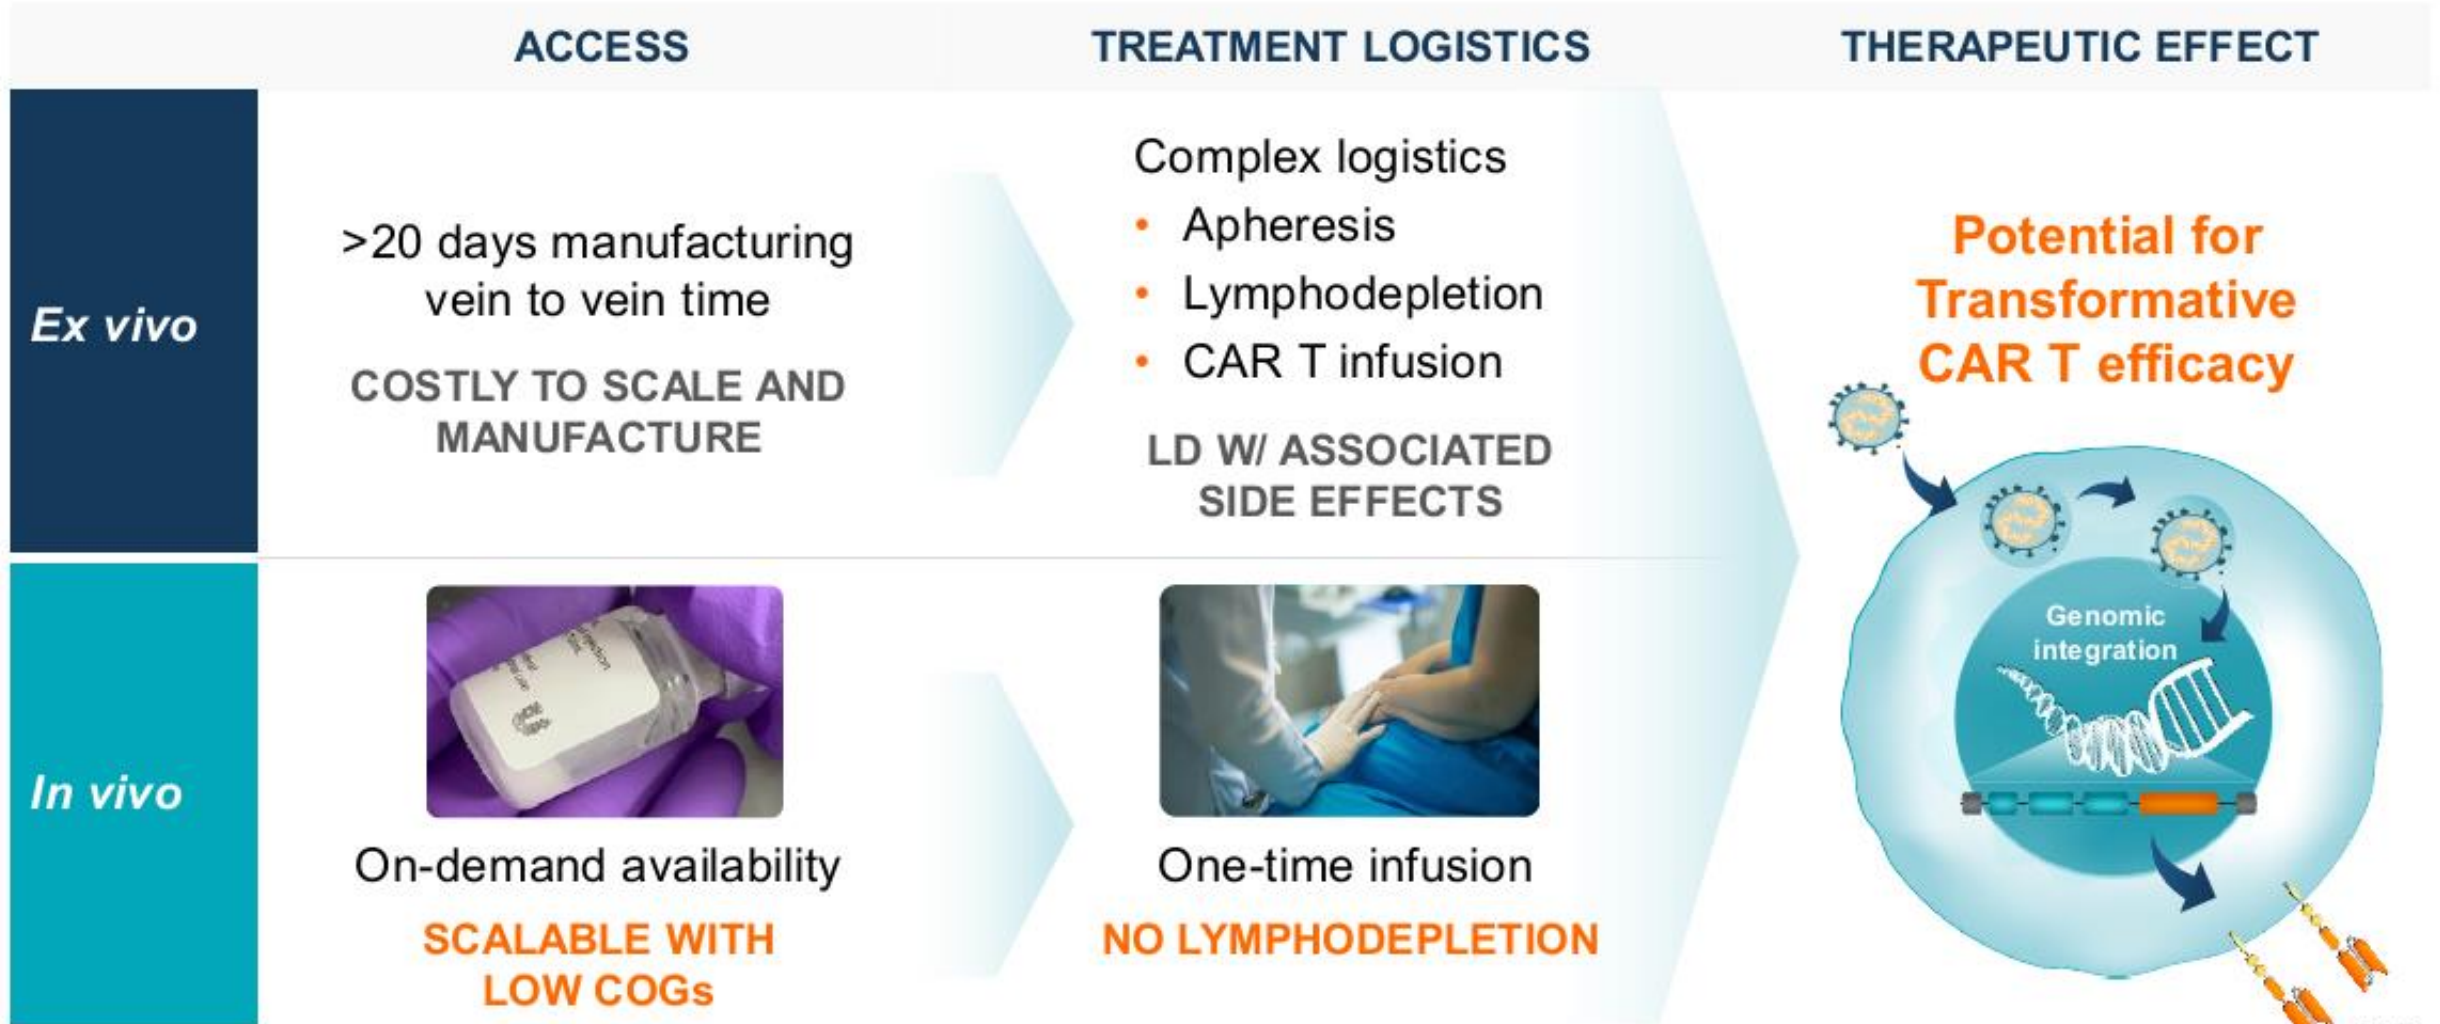 ACCESS
TREATMENT LOGISTICS
THERAPEUTIC EFFECT
Ex vivo
>20 days manufacturing
vein to vein time
COSTLY TO SCALE AND
MANUFACTURE
Complex logistics
• Apheresis
• Lymphodepletion
• CAR T infusion
LD W/ ASSOCIATED
SIDE EFFECTS
Potential for
Transformative
CAR T efficacy
Genomic
integration
In vivo
On-demand availability
SCALABLE WITH
LOW COGs
One-time infusion
NO LYMPHODEPLETION